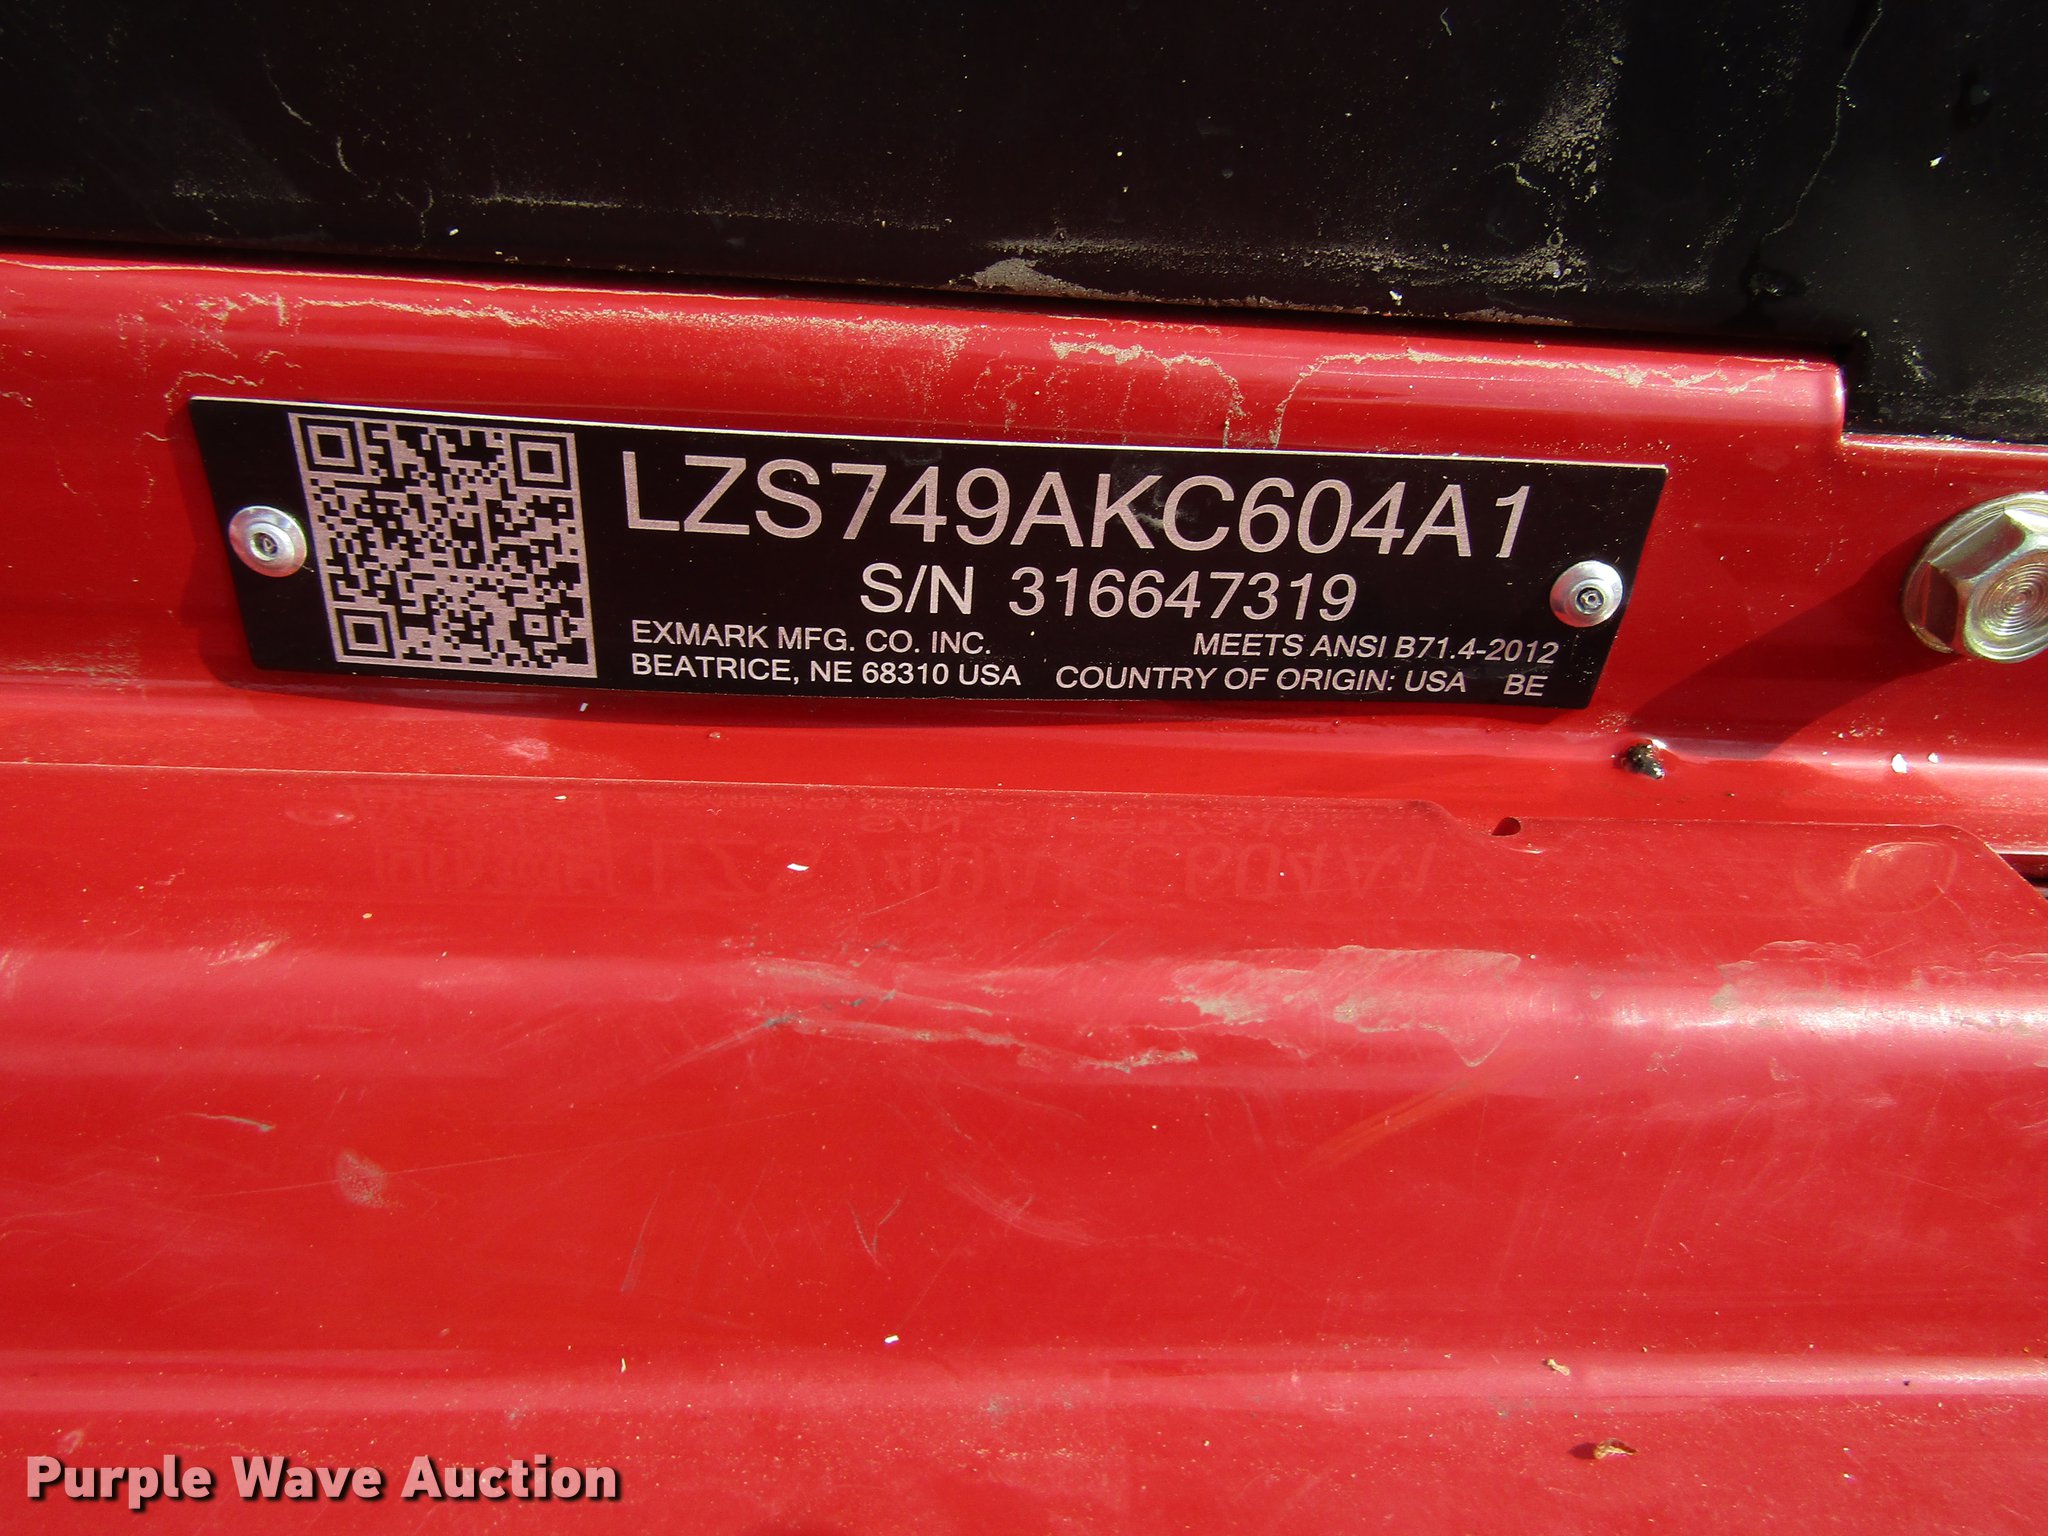 LZS749AKC604A1
S/N 316647319
EXMARK MFG. CO. INC.
MEETS ANSI B71.4-2012
BEATRICE, NE 68310 USA
COUNTRY OF ORIGIN: USA BE
Purple Wave Auction